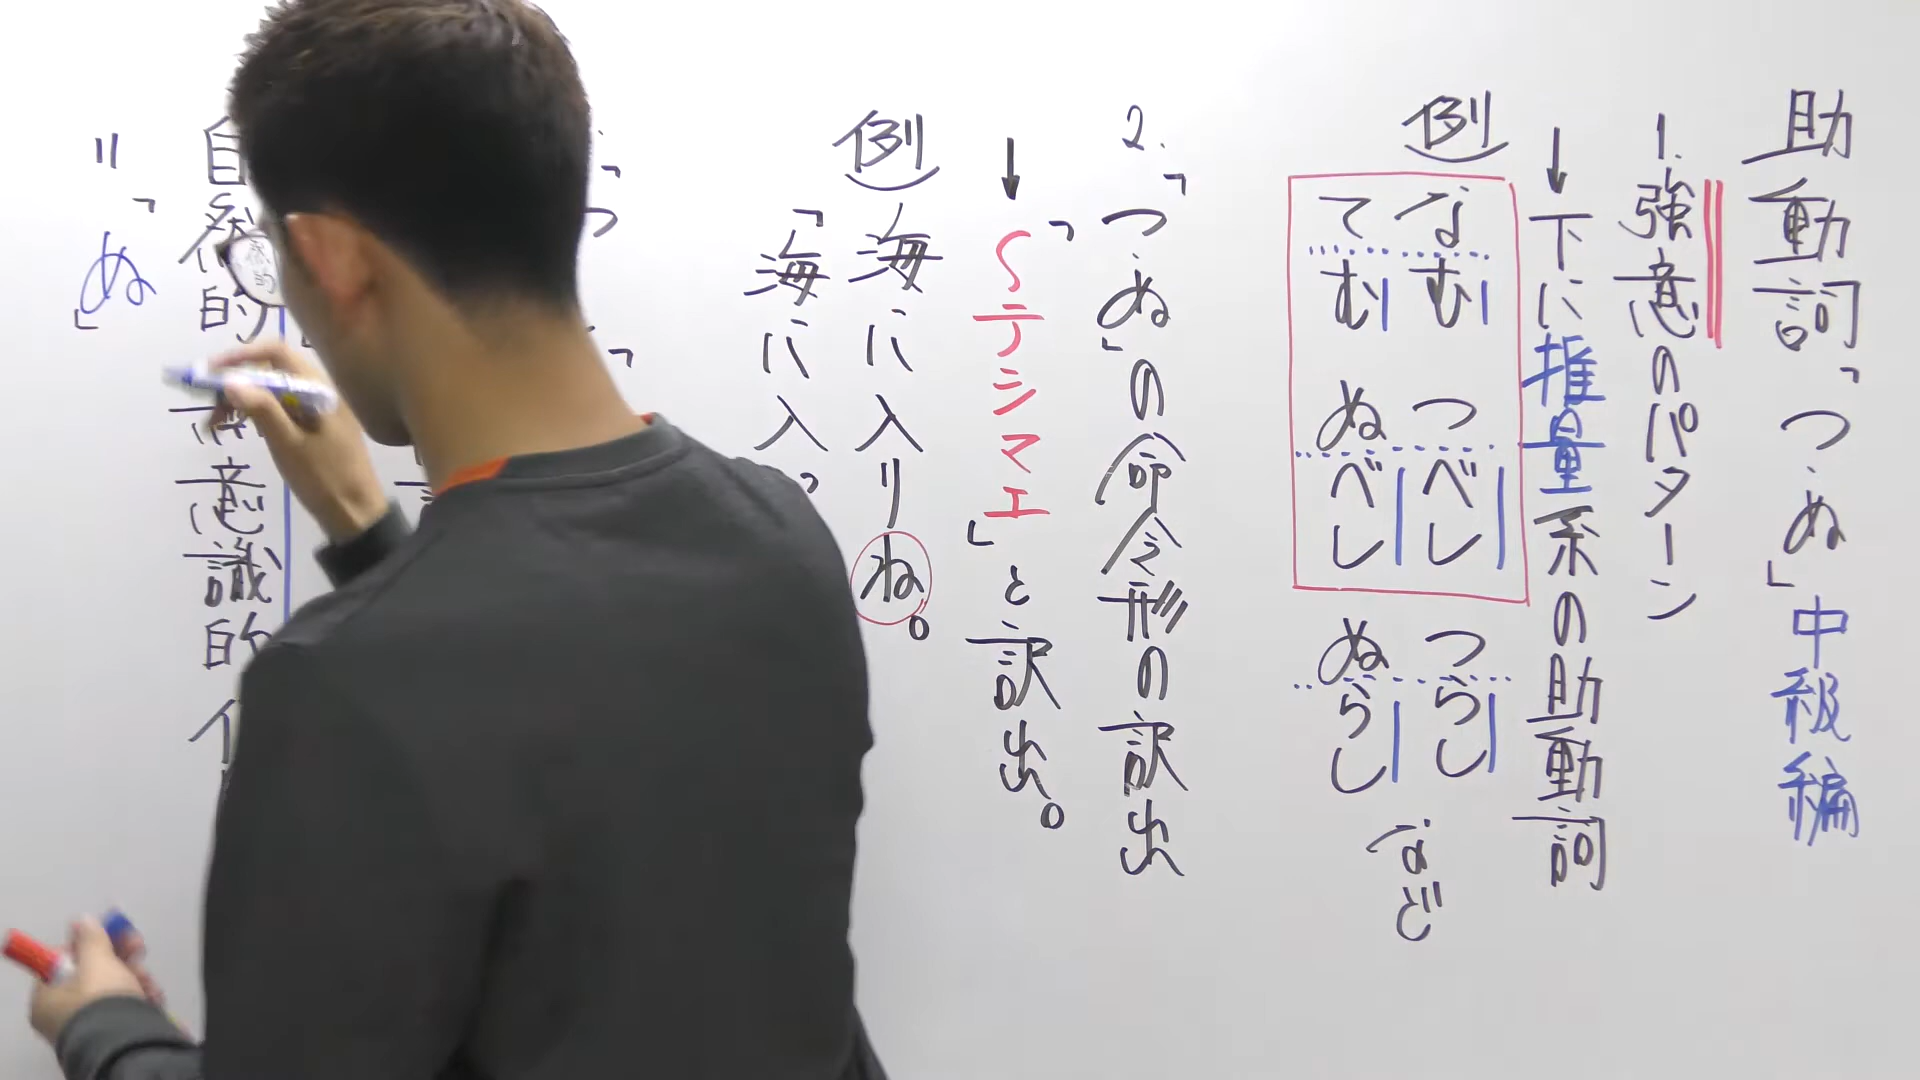 助動詞「つ・ぬ」中級編
1.強意のパターン
↓下に推量系の助動詞
例)
なむ つべし つらし
てむ ぬべし ぬらし
など
2.「つ・ぬ」の命令形の訳出
↓「〜テシマエ」と訳出。
例)海に入りね。
「海に入っ
「つ
自然的 無意識的
=「ぬ」